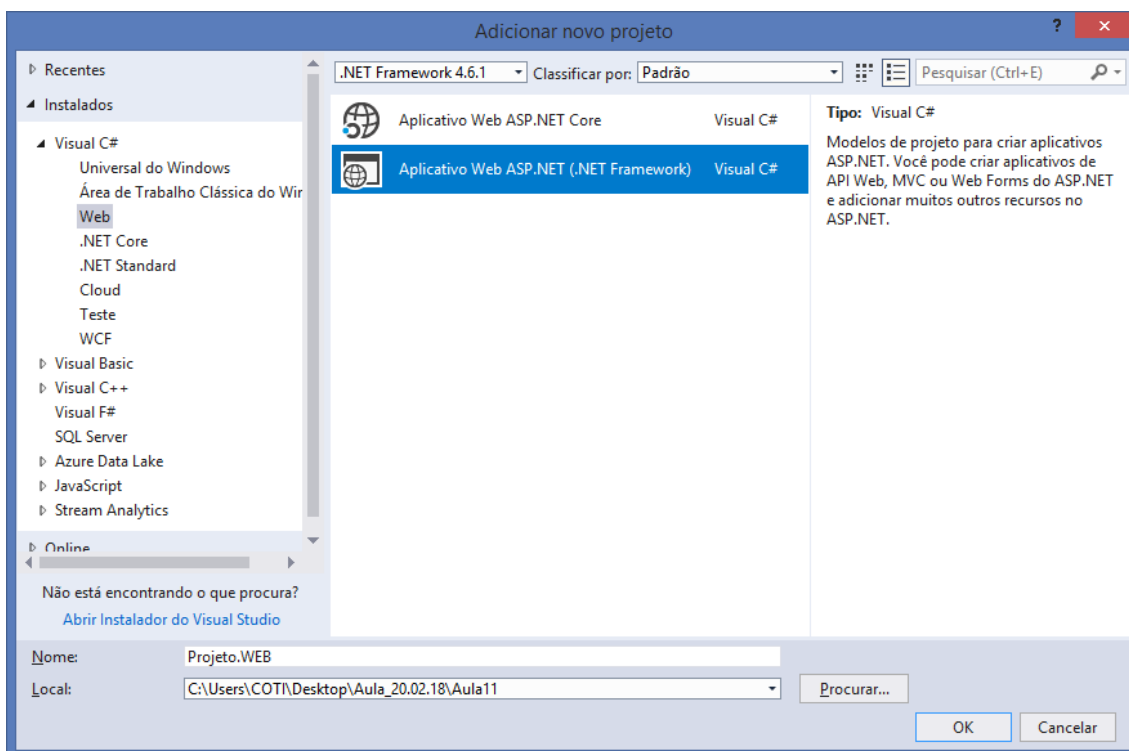 Adicionar novo projeto
?
Recentes
Instalados
Visual C#
Universal do Windows
Área de Trabalho Clássica do Wir
Web
.NET Core
.NET Standard
Cloud
Teste
WCF
Visual Basic
Visual C++
Visual F#
SQL Server
Azure Data Lake
JavaScript
Stream Analytics
Online
Não está encontrando o que procura?
Abrir Instalador do Visual Studio
.NET Framework 4.6.1 Classificar por: Padrão
Pesquisar (Ctrl+E)
Aplicativo Web ASP.NET Core Visual C#
Aplicativo Web ASP.NET (.NET Framework) Visual C#
Tipo: Visual C#
Modelos de projeto para criar aplicativos
ASP.NET. Você pode criar aplicativos de
API Web, MVC ou Web Forms do ASP.NET
e adicionar muitos outros recursos no
ASP.NET.
Nome: Projeto.WEB
Local: C:\Users\COTI\Desktop\Aula_20.02.18\Aula11
Procurar...
OK Cancelar